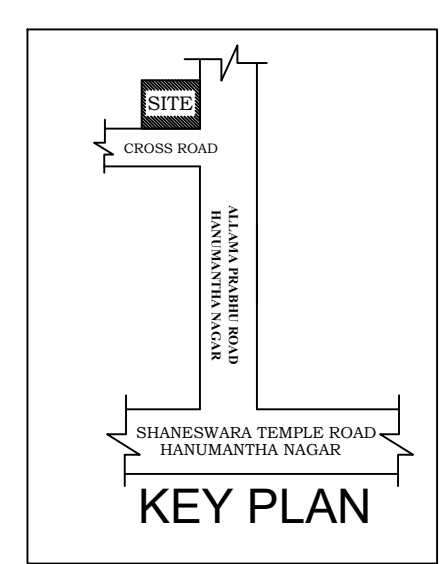 SITE
CROSS ROAD
ALLAMA PRABHU ROAD
HANUMANTHA NAGAR
SHANESWARA TEMPLE ROAD
HANUMANTHA NAGAR
KEY PLAN